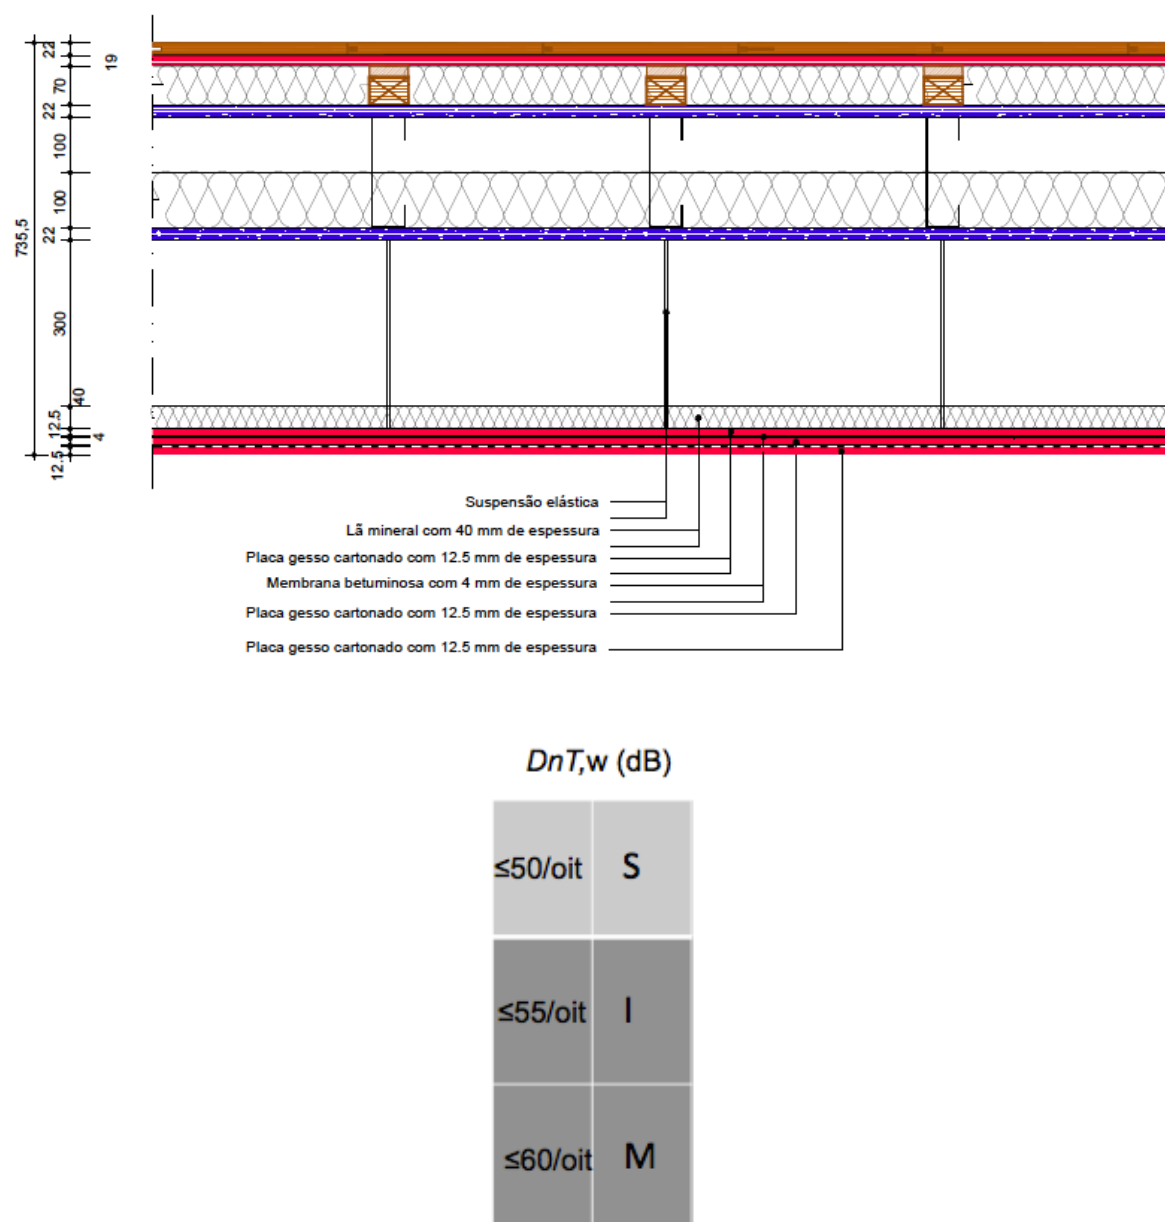 22
19
70
22
100
100
22
735,5
300
40
12.5
4
12.5
Suspensão elástica
Lã mineral com 40 mm de espessura
Placa gesso cartonado com 12.5 mm de espessura
Membrana betuminosa com 4 mm de espessura
Placa gesso cartonado com 12.5 mm de espessura
Placa gesso cartonado com 12.5 mm de espessura
DnT,w (dB)
≤50/oit S
≤55/oit I
≤60/oit M